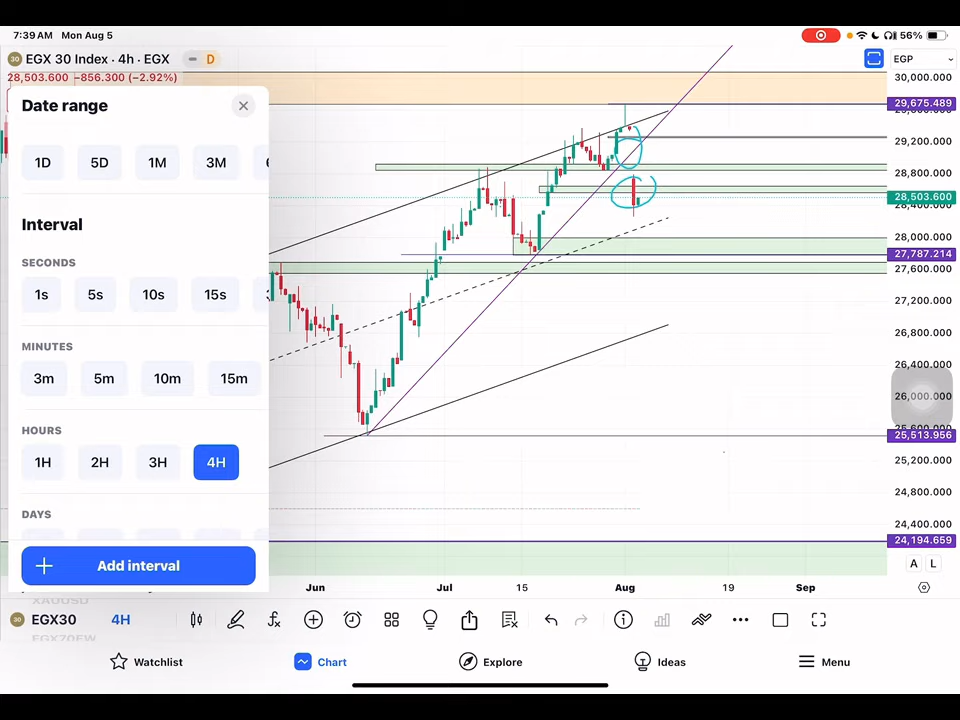 7:39 AM Mon Aug 5
56%
EGX 30 Index · 4h · EGX
D
EGP
28,503.600 −856.300 (−2.92%)
Date range
1D 5D 1M 3M
Interval
SECONDS
1s 5s 10s 15s
MINUTES
3m 5m 10m 15m
HOURS
1H 2H 3H 4H
DAYS
Add interval
30,000.000
29,675.489
29,200.000
28,800.000
28,503.600
28,400.000
28,000.000
27,787.214
27,600.000
27,200.000
26,800.000
26,400.000
26,000.000
25,513.956
25,200.000
24,800.000
24,400.000
24,194.659
A L
Jun Jul 15 Aug 19 Sep
XAUUSD
EGX30 4H
EGX70EW
Watchlist Chart Explore Ideas Menu